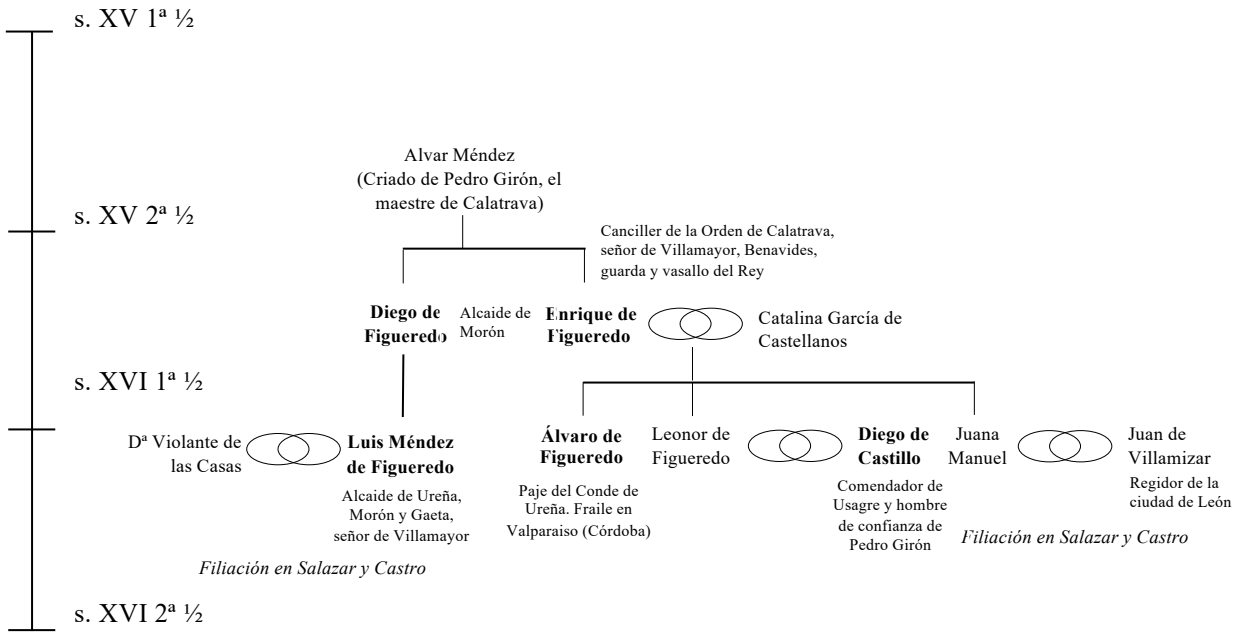 s. XV 1ª ½
Alvar Méndez
(Criado de Pedro Girón, el
maestre de Calatrava)
s. XV 2ª ½
Canciller de la Orden de Calatrava,
señor de Villamayor, Benavides,
guarda y vasallo del Rey
Diego de
Figueredo
Alcaide de
Morón
Enrique de
Figueredo
Catalina García de
Castellanos
s. XVI 1ª ½
Dª Violante de
las Casas
Luis Méndez
de Figueredo
Alcaide de Ureña,
Morón y Gaeta,
señor de Villamayor
Filiación en Salazar y Castro
Álvaro de
Figueredo
Paje del Conde de
Ureña. Fraile en
Valparaiso (Córdoba)
Leonor de
Figueredo
Diego de
Castillo
Comendador de
Usagre y hombre
de confianza de
Pedro Girón
Juana
Manuel
Juan de
Villamizar
Regidor de la
ciudad de León
Filiación en Salazar y Castro
s. XVI 2ª ½